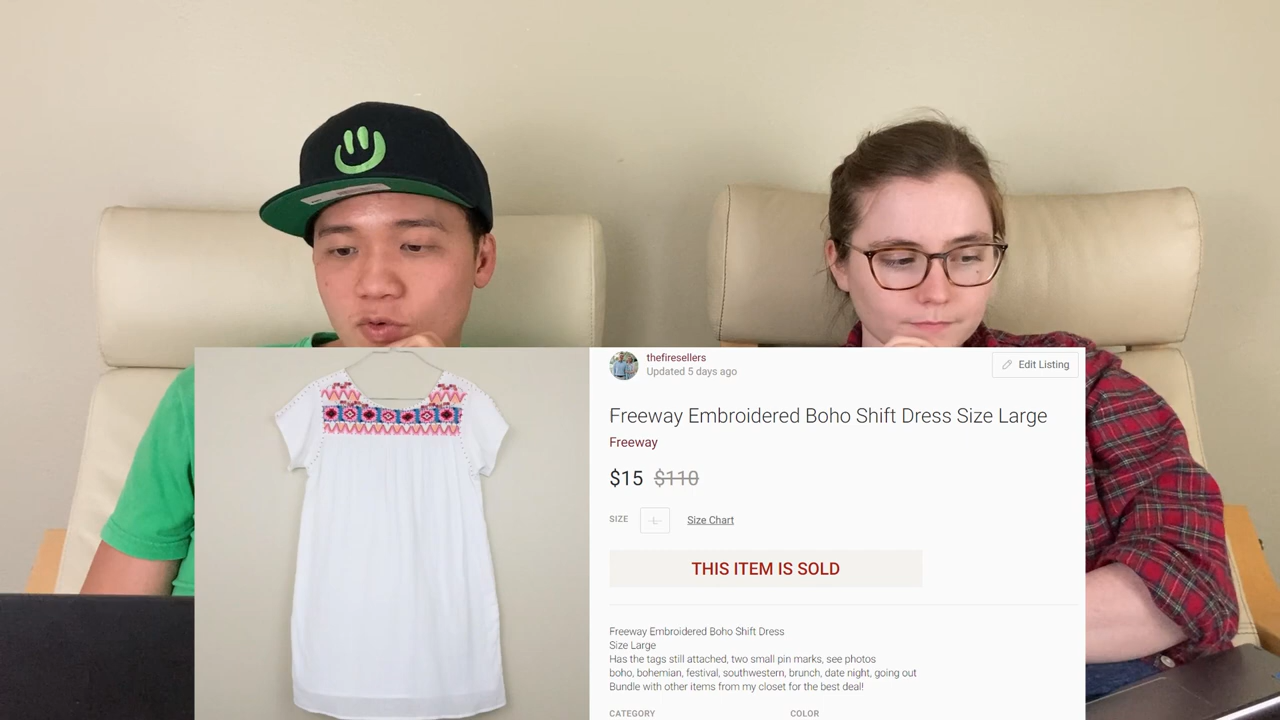 thefiresellers
Updated 5 days ago
Edit Listing
Freeway Embroidered Boho Shift Dress Size Large
Freeway
$15 $110
SIZE L Size Chart
THIS ITEM IS SOLD
Freeway Embroidered Boho Shift Dress
Size Large
Has the tags still attached, two small pin marks, see photos
boho, bohemian, festival, southwestern, brunch, date night, going out
Bundle with other items from my closet for the best deal!
CATEGORY COLOR